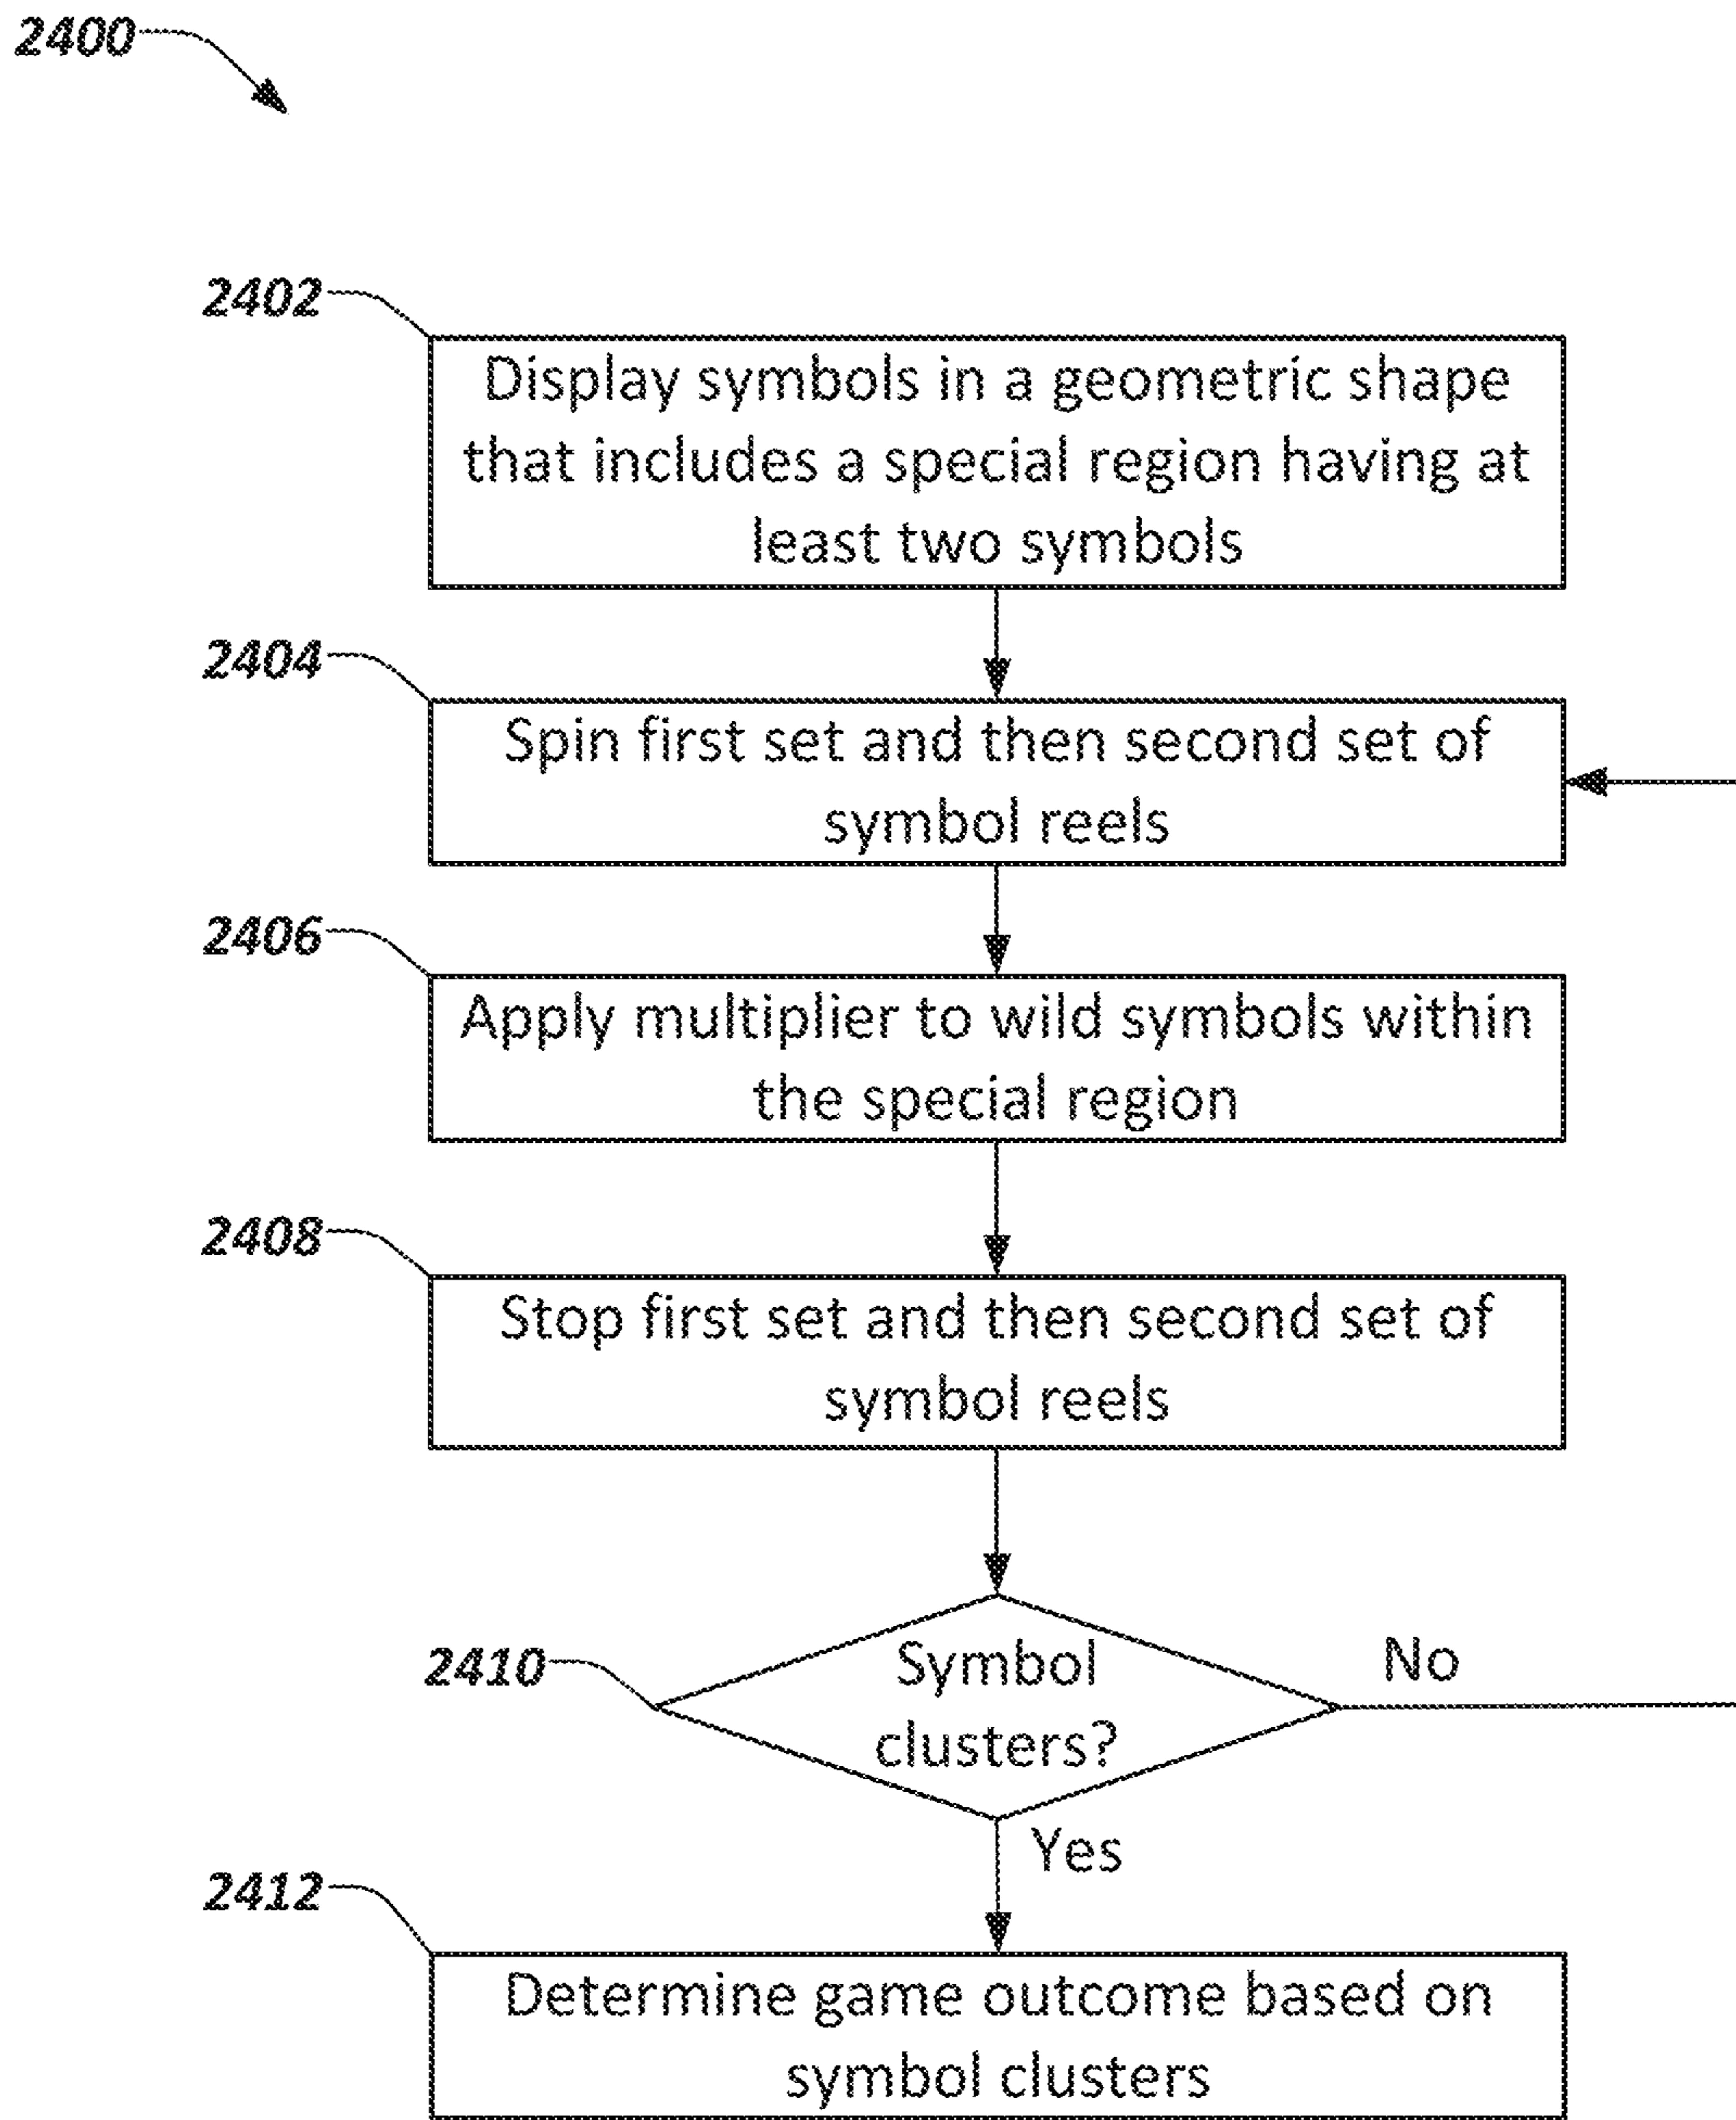 2400
2402
Display symbols in a geometric shape
that includes a special region having at
least two symbols
2404
Spin first set and then second set of
symbol reels
2406
Apply multiplier to wild symbols within
the special region
2408
Stop first set and then second set of
symbol reels
2410
Symbol
clusters?
No
Yes
2412
Determine game outcome based on
symbol clusters